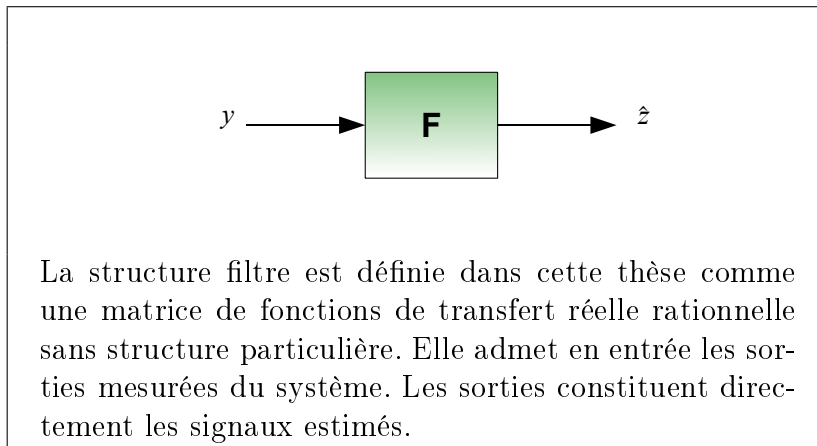 y F ẑ
La structure filtre est définie dans cette thèse comme
une matrice de fonctions de transfert réelle rationnelle
sans structure particulière. Elle admet en entrée les sor-
ties mesurées du système. Les sorties constituent direc-
tement les signaux estimés.